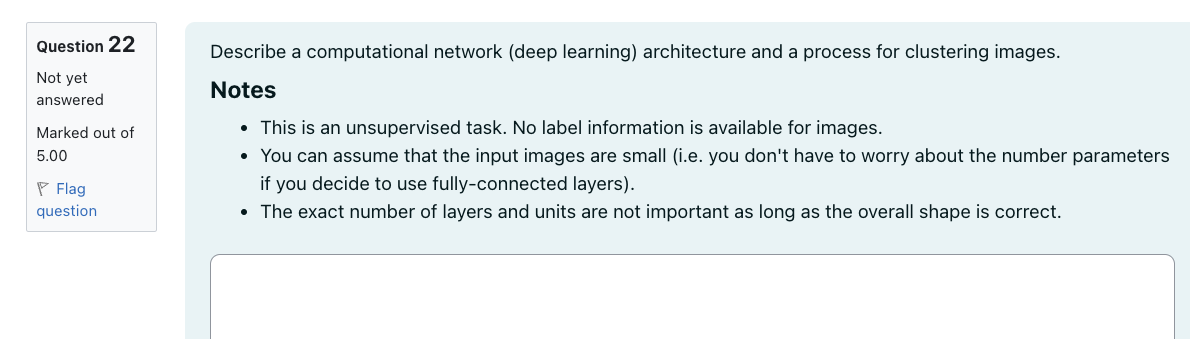 Question 22
Not yet
answered
Marked out of
5.00
Flag
question
Describe a computational network (deep learning) architecture and a process for clustering images.
Notes
• This is an unsupervised task. No label information is available for images.
• You can assume that the input images are small (i.e. you don't have to worry about the number parameters
if you decide to use fully-connected layers).
• The exact number of layers and units are not important as long as the overall shape is correct.